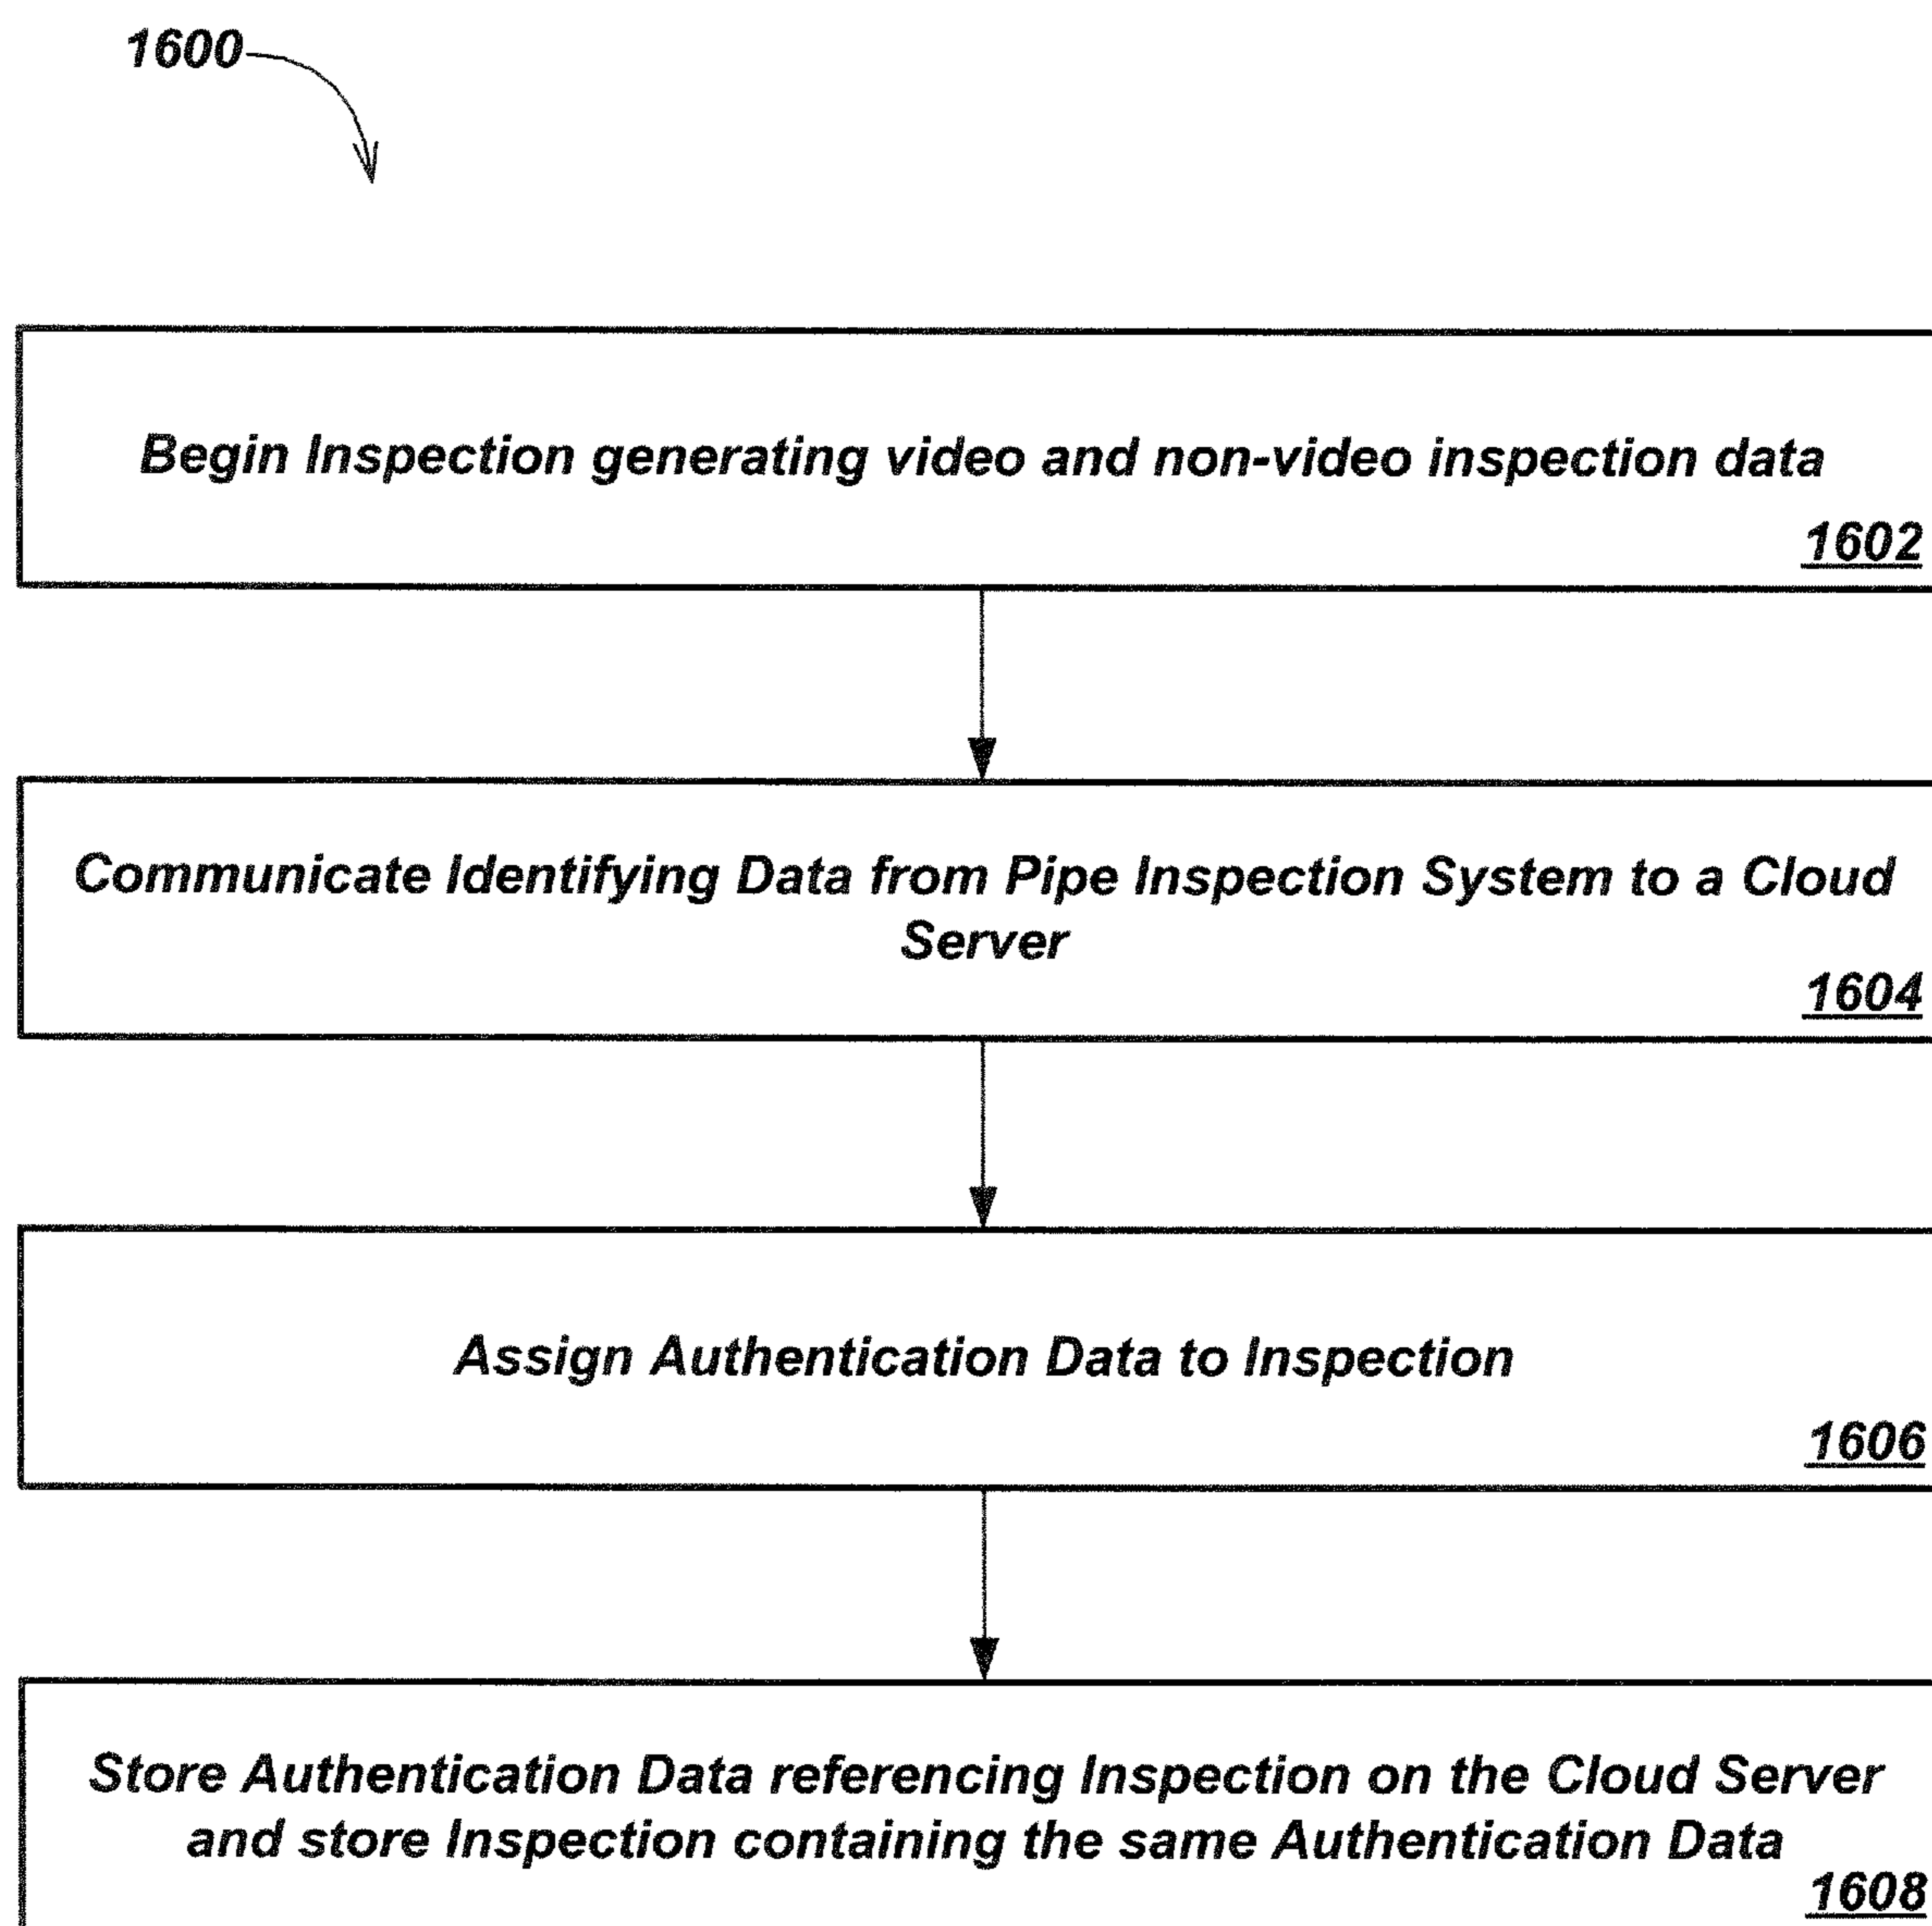 1600
Begin Inspection generating video and non-video inspection data
1602
Communicate Identifying Data from Pipe Inspection System to a Cloud
Server
1604
Assign Authentication Data to Inspection
1606
Store Authentication Data referencing Inspection on the Cloud Server
and store Inspection containing the same Authentication Data
1608